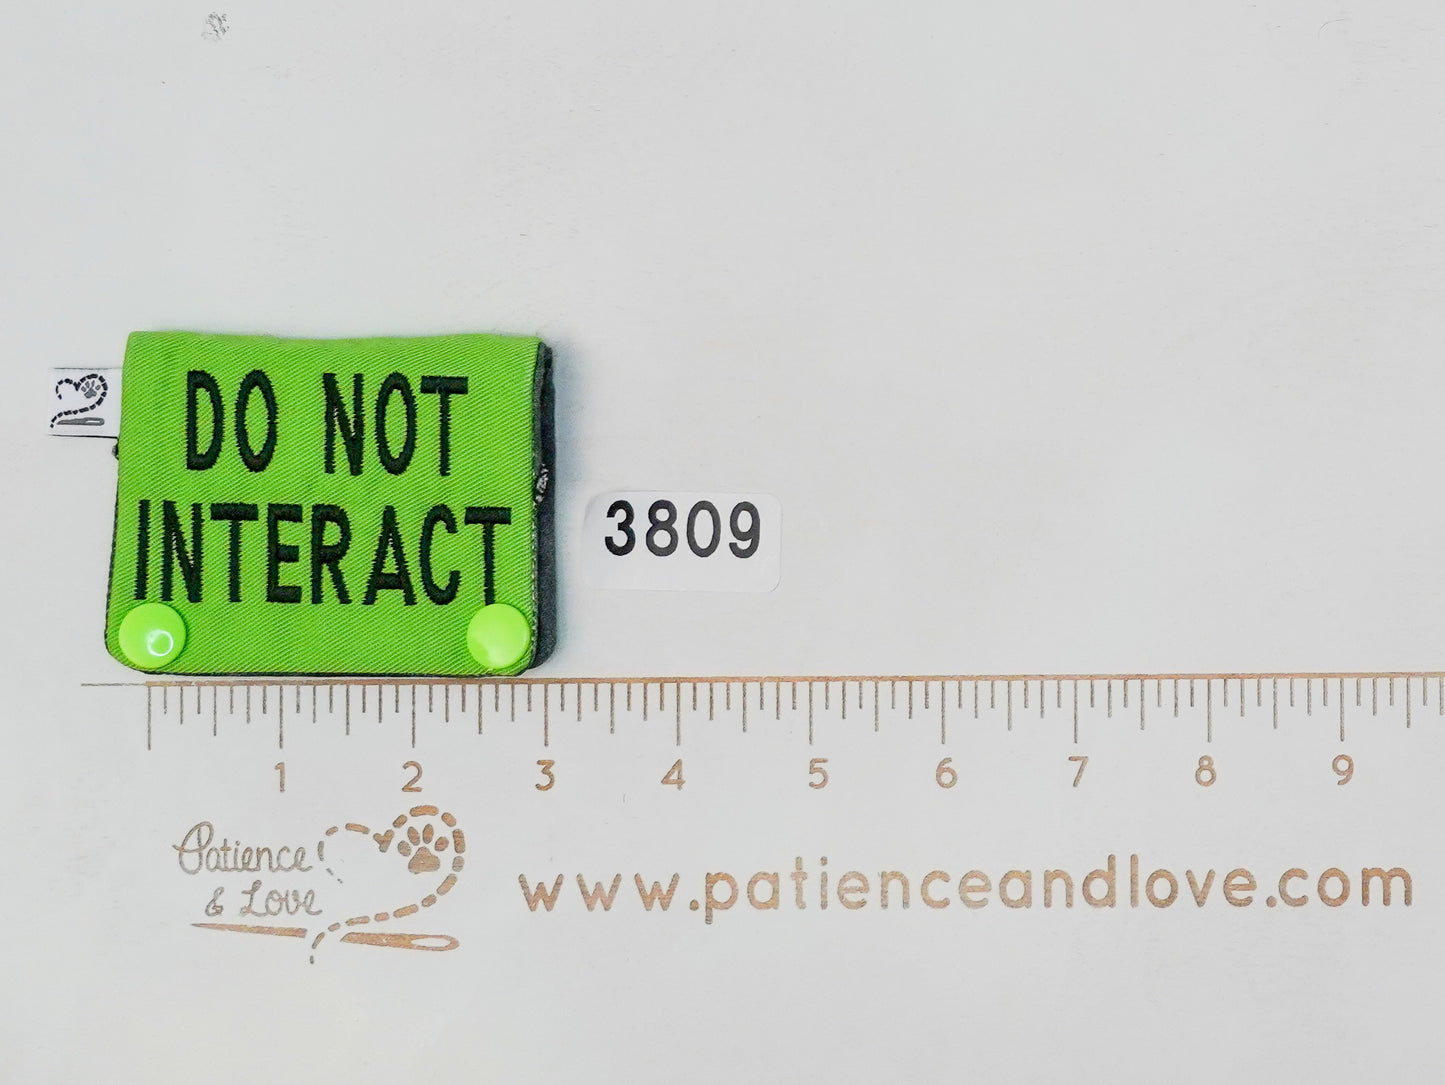 DO NOT
INTERACT
3809
1 2 3 4 5 6 7 8 9
Patience
& Love
www.patienceandlove.com